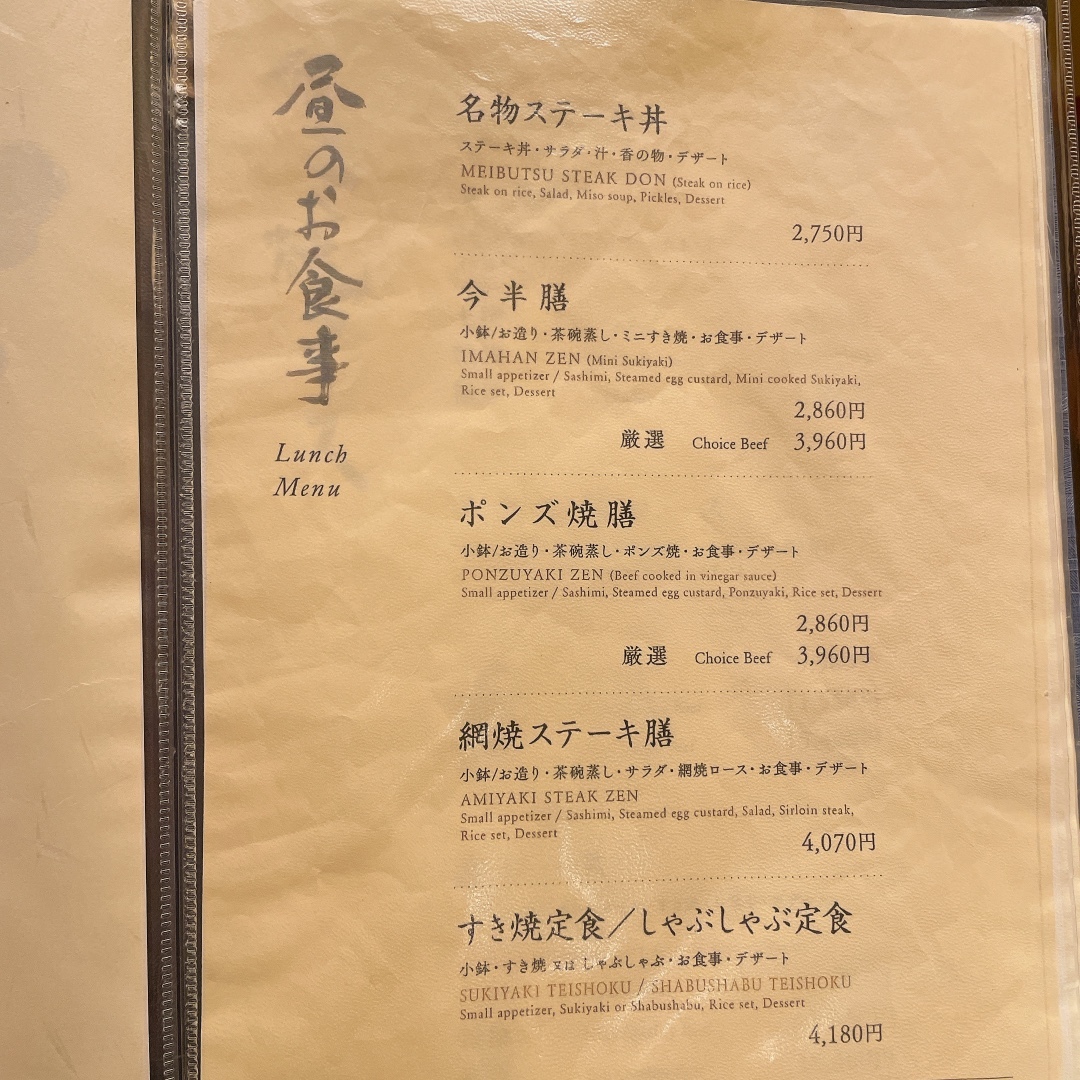 昼のお食事
Lunch
Menu
名物ステーキ丼
ステーキ丼・サラダ・汁・香の物・デザート
MEIBUTSU STEAK DON (Steak on rice)
Steak on rice, Salad, Miso soup, Pickles, Dessert
2,750円
今半膳
小鉢/お造り・茶碗蒸し・ミニすき焼・お食事・デザート
IMAHAN ZEN (Mini Sukiyaki)
Small appetizer / Sashimi, Steamed egg custard, Mini cooked Sukiyaki,
Rice set, Dessert
2,860円
厳選 Choice Beef 3,960円
ポンズ焼膳
小鉢/お造り・茶碗蒸し・ポンズ焼・お食事・デザート
PONZUYAKI ZEN (Beef cooked in vinegar sauce)
Small appetizer / Sashimi, Steamed egg custard, Ponzuyaki, Rice set, Dessert
2,860円
厳選 Choice Beef 3,960円
網焼ステーキ膳
小鉢/お造り・茶碗蒸し・サラダ・網焼ロース・お食事・デザート
AMIYAKI STEAK ZEN
Small appetizer / Sashimi, Steamed egg custard, Salad, Sirloin steak,
Rice set, Dessert
4,070円
すき焼定食/しゃぶしゃぶ定食
小鉢・すき焼 又は しゃぶしゃぶ・お食事・デザート
SUKIYAKI TEISHOKU / SHABUSHABU TEISHOKU
Small appetizer, Sukiyaki or Shabushabu, Rice set, Dessert
4,180円